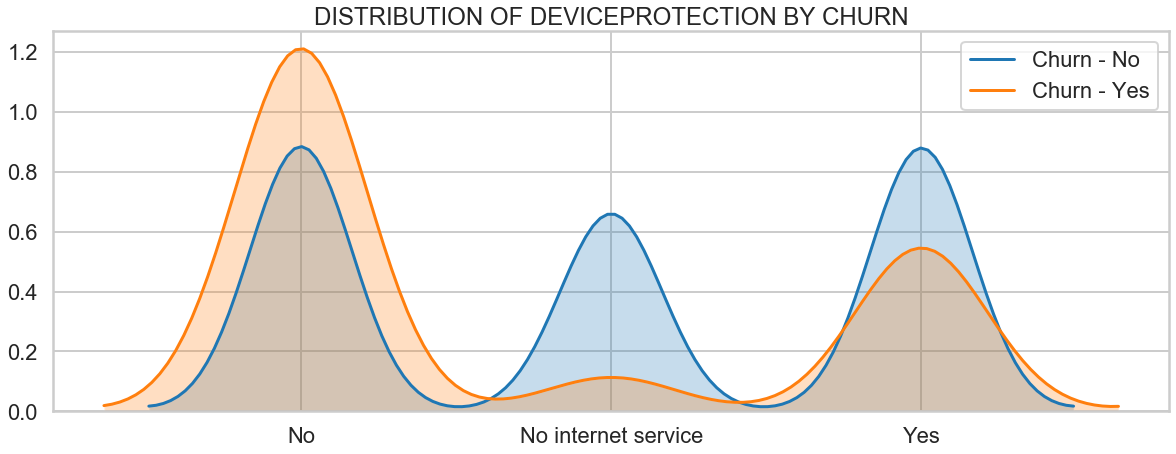 DISTRIBUTION OF DEVICEPROTECTION BY CHURN
Churn - No
Churn - Yes
1.2
1.0
0.8
0.6
0.4
0.2
0.0
No
No internet service
Yes